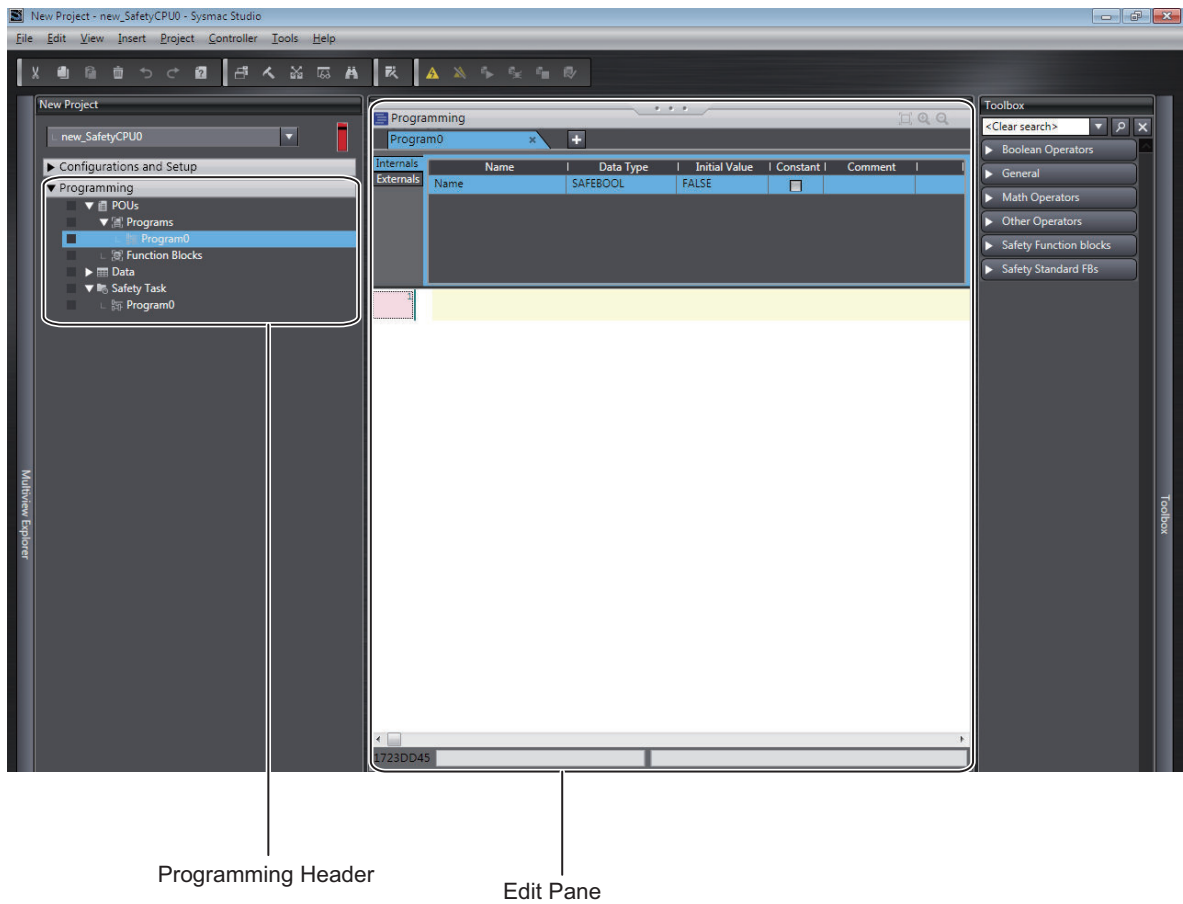 New Project - new_SafetyCPU0 - Sysmac Studio
File Edit View Insert Project Controller Tools Help
New Project
new_SafetyCPU0
Configurations and Setup
Programming
POUs
Programs
Program0
Function Blocks
Data
Safety Task
Program0
Multiview Explorer
Programming
Program0
Internals
Externals
Name Data Type Initial Value Constant Comment
Name SAFEBOOL FALSE
1
1723DD45
Toolbox
<Clear search>
Boolean Operators
General
Math Operators
Other Operators
Safety Function blocks
Safety Standard FBs
Toolbox
Programming Header
Edit Pane